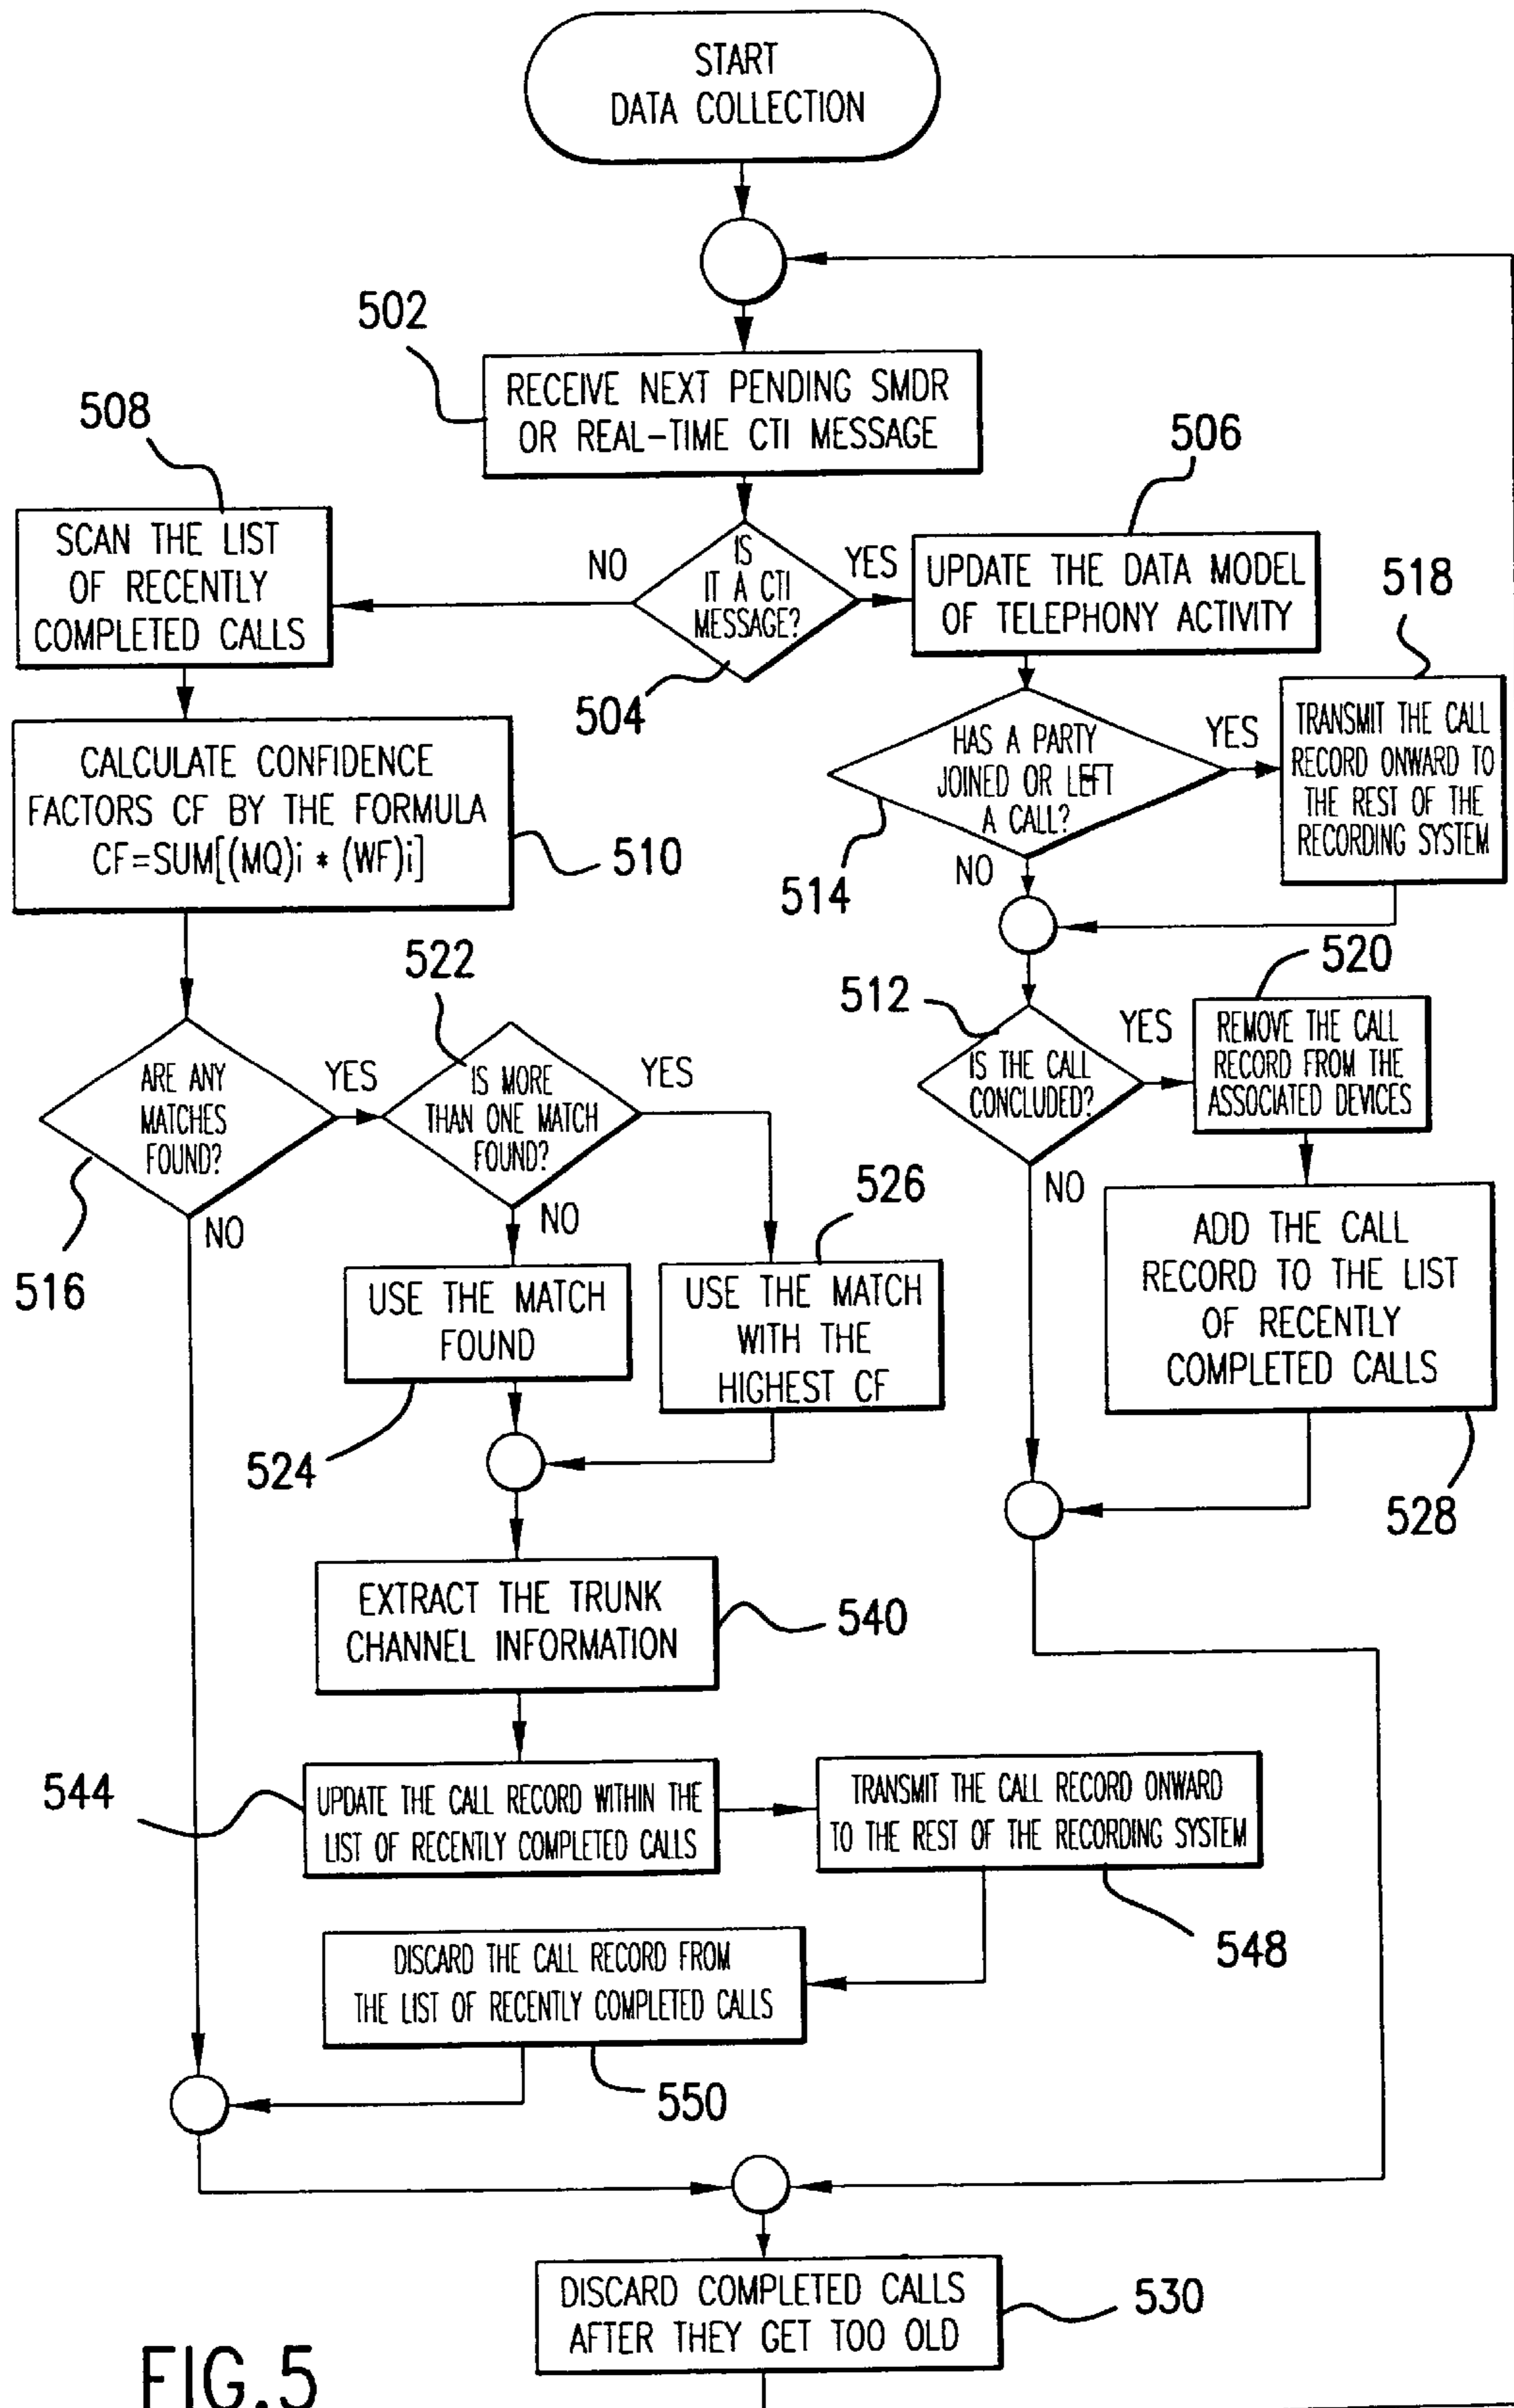 START
DATA COLLECTION
502
RECEIVE NEXT PENDING SMDR
OR REAL-TIME CTI MESSAGE
508
SCAN THE LIST
OF RECENTLY
COMPLETED CALLS
NO
IS
IT A CTI
MESSAGE?
504
YES
506
UPDATE THE DATA MODEL
OF TELEPHONY ACTIVITY
518
TRANSMIT THE CALL
RECORD ONWARD TO
THE REST OF THE
RECORDING SYSTEM
CALCULATE CONFIDENCE
FACTORS CF BY THE FORMULA
CF=SUM[(MQ)i * (WF)i]
510
HAS A PARTY
JOINED OR LEFT
A CALL?
YES
514
NO
522
512
IS THE CALL
CONCLUDED?
YES
520
REMOVE THE CALL
RECORD FROM THE
ASSOCIATED DEVICES
ARE ANY
MATCHES
FOUND?
YES
516
NO
IS MORE
THAN ONE MATCH
FOUND?
YES
NO
NO
526
USE THE MATCH
FOUND
524
USE THE MATCH
WITH THE
HIGHEST CF
ADD THE CALL
RECORD TO THE LIST
OF RECENTLY
COMPLETED CALLS
528
EXTRACT THE TRUNK
CHANNEL INFORMATION
540
544
UPDATE THE CALL RECORD WITHIN THE
LIST OF RECENTLY COMPLETED CALLS
TRANSMIT THE CALL RECORD ONWARD
TO THE REST OF THE RECORDING SYSTEM
548
DISCARD THE CALL RECORD FROM
THE LIST OF RECENTLY COMPLETED CALLS
550
DISCARD COMPLETED CALLS
AFTER THEY GET TOO OLD
530
FIG.5